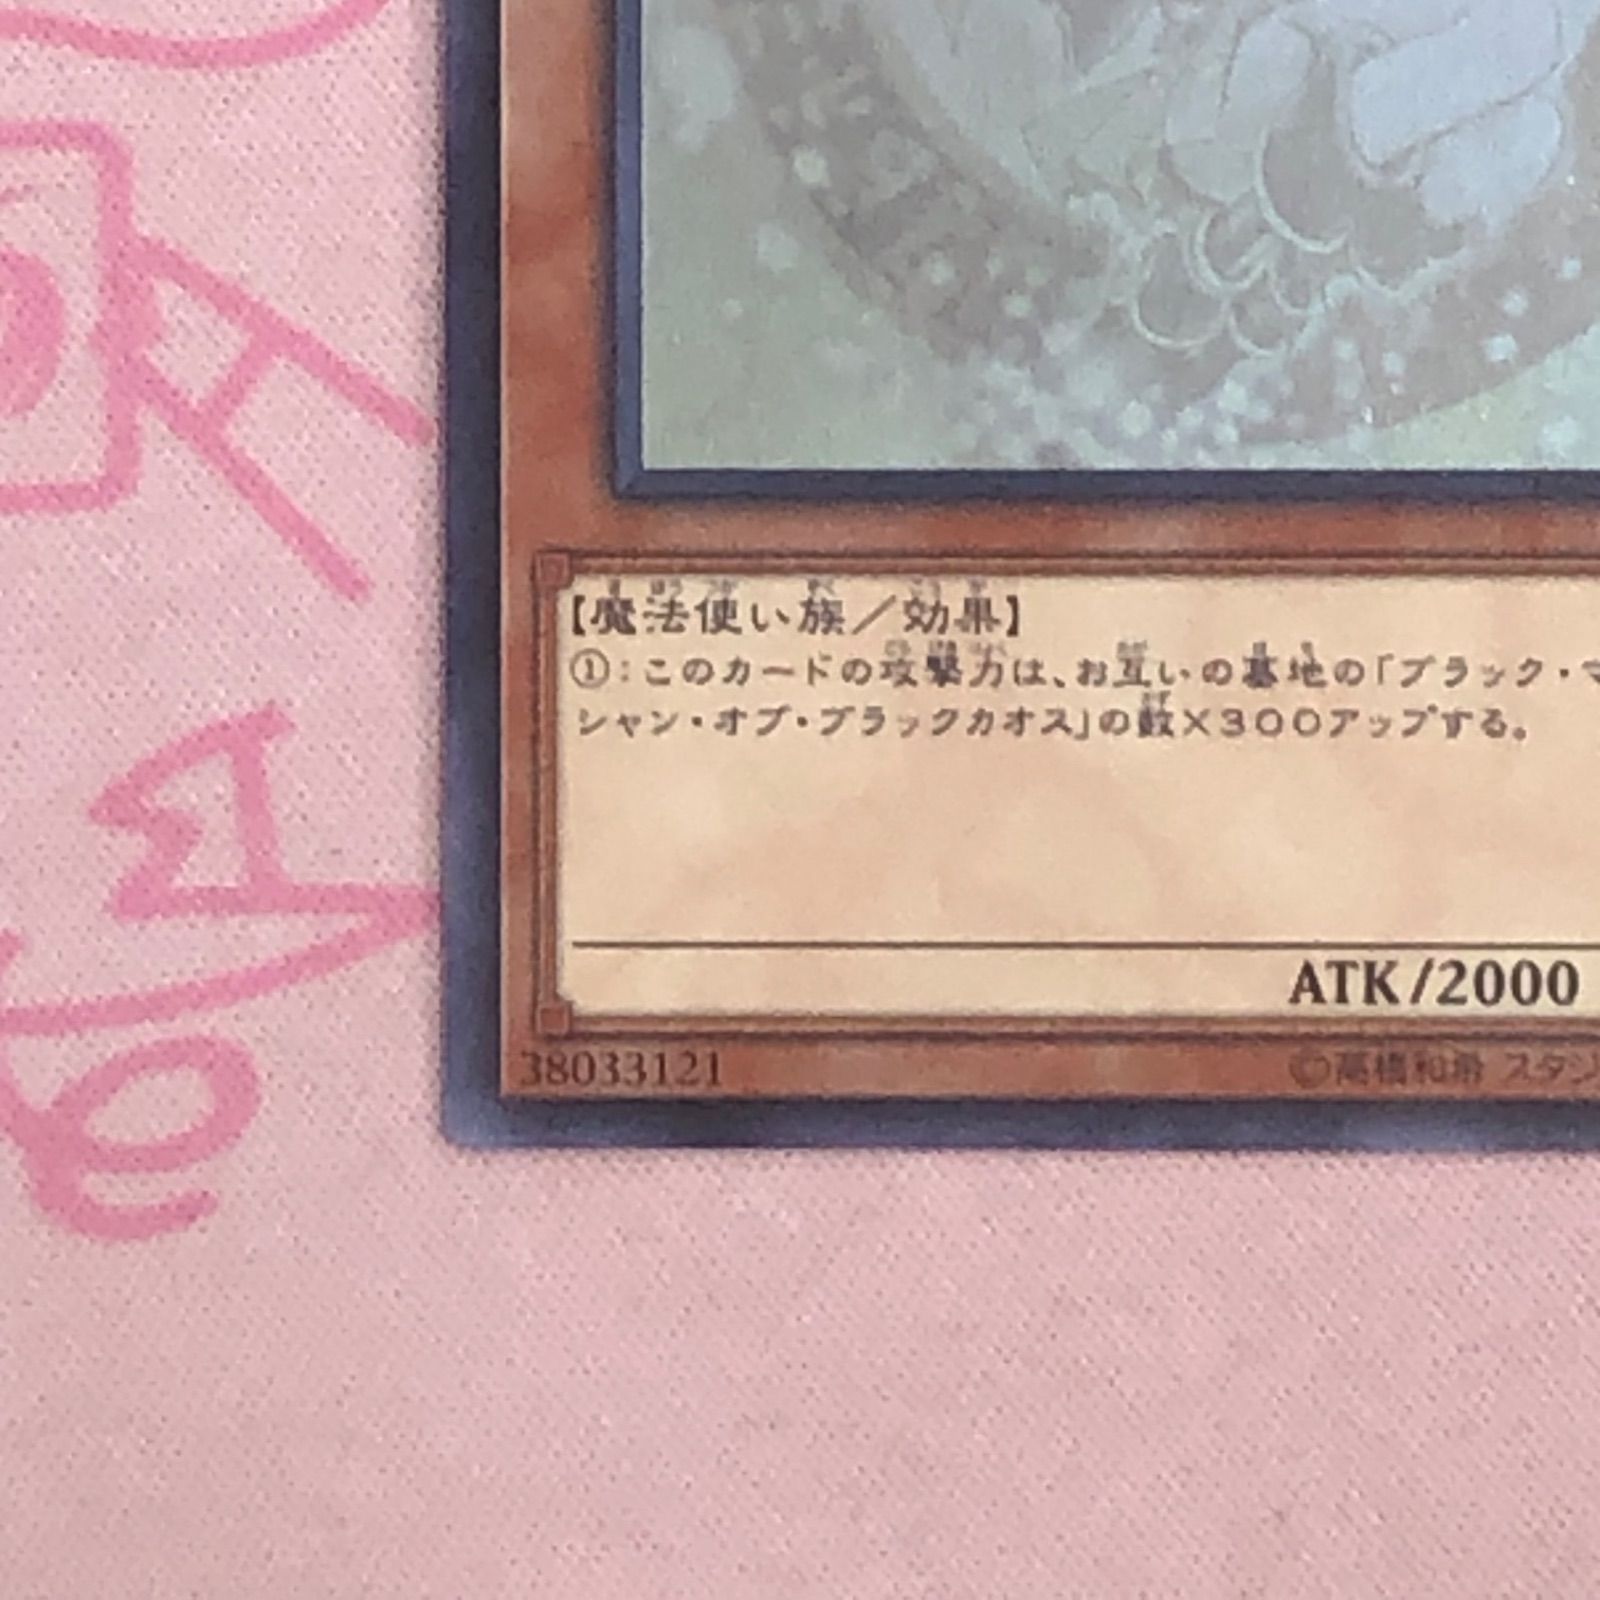 【魔法使い族／効果】
①：このカードの攻撃力は、お互いの墓地の「ブラック・マ
シャン・オブ・ブラックカオス」の数×３００アップする。
ATK/2000
38033121
©高橋和希 スタジ